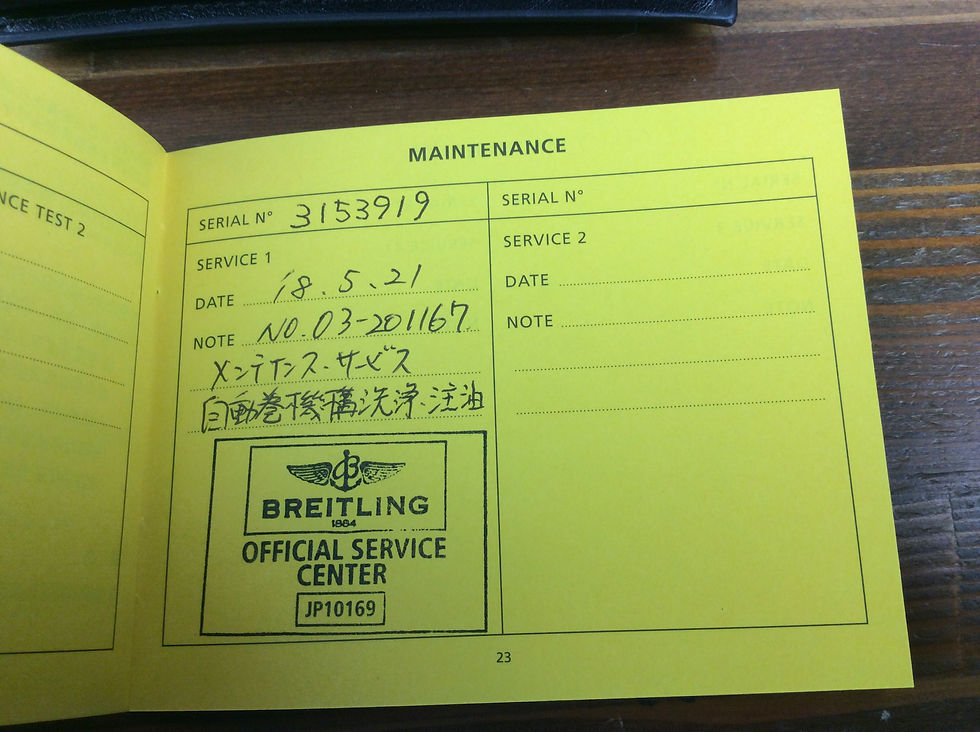 NCE TEST 2
MAINTENANCE
SERIAL N° 3153919
SERVICE 1
DATE 18.5.21
NOTE NO.03-201167
メンテナンス・サービス
自動巻機構洗浄・注油
BREITLING
1884
OFFICIAL SERVICE
CENTER
JP10169
SERIAL N°
SERVICE 2
DATE
NOTE
23